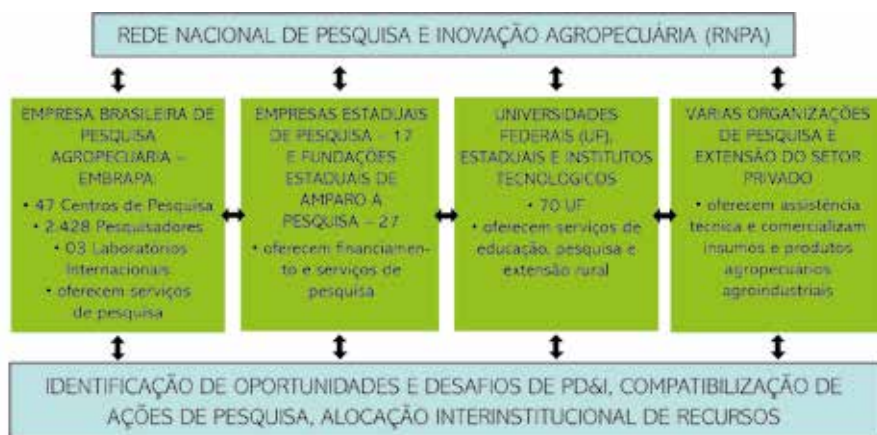 REDE NACIONAL DE PESQUISA E INOVAÇÃO AGROPECUÁRIA (RNPA)
EMPRESA BRASILEIRA DE
PESQUISA
AGROPECUÁRIA –
EMBRAPA:
• 47 Centros de Pesquisa
• 2.428 Pesquisadores
• 03 Laboratórios
Internacionais
• oferecem serviços
de pesquisa
EMPRESAS ESTADUAIS
DE PESQUISA – 17
E FUNDAÇÕES
ESTADUAIS DE
AMPARO A
PESQUISA – 27
• oferecem financiamen-
to e serviços de
pesquisa
UNIVERSIDADES
FEDERAIS (UF),
ESTADUAIS E INSTITUTOS
TECNOLOGICOS
• 70 UF
• oferecem serviços de
educação, pesquisa e
extensão rural
VARIAS ORGANIZAÇÕES
DE PESQUISA E
EXTENSÃO DO SETOR
PRIVADO
• oferecem assistência
técnica e comercializam
insumos e produtos
agropecuários
agroindustriais
IDENTIFICAÇÃO DE OPORTUNIDADES E DESAFIOS DE PD&I, COMPATIBILIZAÇÃO DE
AÇÕES DE PESQUISA, ALOCAÇÃO INTERINSTITUCIONAL DE RECURSOS